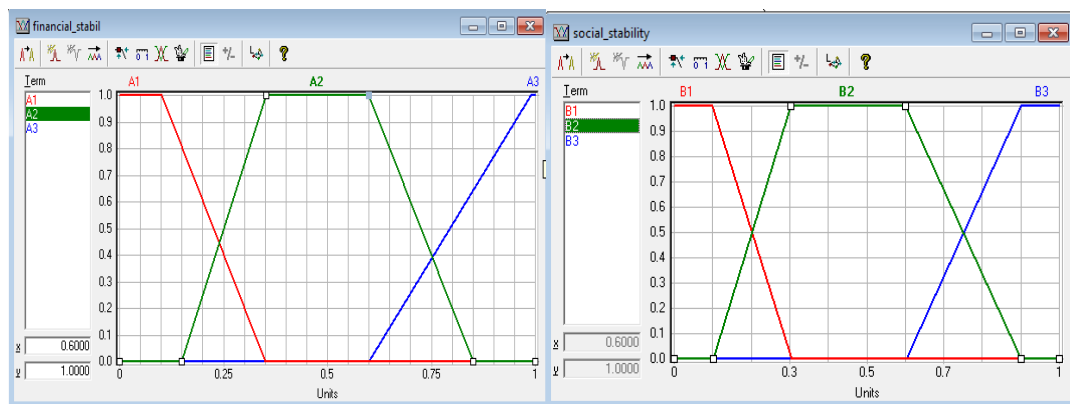 financial_stabil
Term
A1
A2
A3
A1 A2 A3
1.0
0.9
0.8
0.7
0.6
0.5
0.4
0.3
0.2
0.1
0.0
x 0.6000
y 1.0000
0 0.25 0.5 0.75 1
Units
social_stability
Term
B1
B2
B3
B1 B2 B3
1.0
0.9
0.8
0.7
0.6
0.5
0.4
0.3
0.2
0.1
0.0
x 0.6000
y 1.0000
0 0.3 0.5 0.7 1
Units